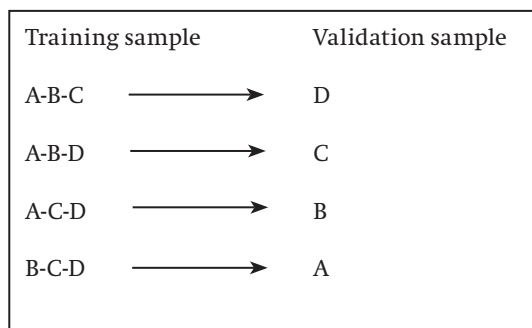 Training sample Validation sample
A-B-C D
A-B-D C
A-C-D B
B-C-D A